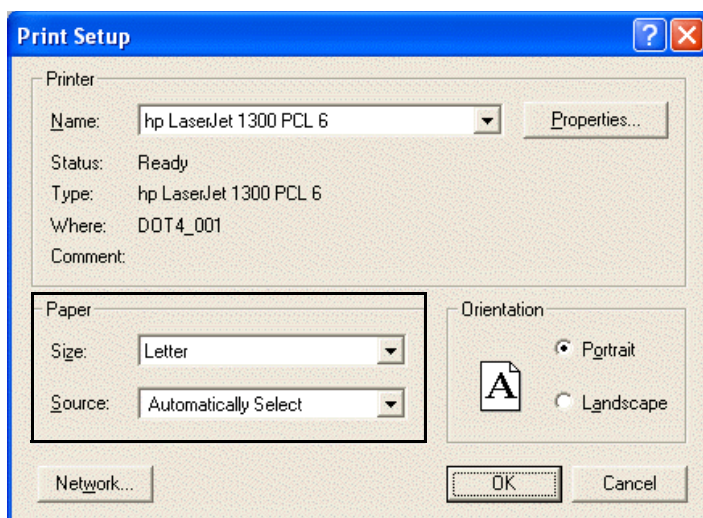 Print Setup
Printer
Name: hp LaserJet 1300 PCL 6 Properties...
Status: Ready
Type: hp LaserJet 1300 PCL 6
Where: DOT4_001
Comment:
Paper
Size: Letter
Source: Automatically Select
Orientation
A
Portrait
Landscape
Network... OK Cancel